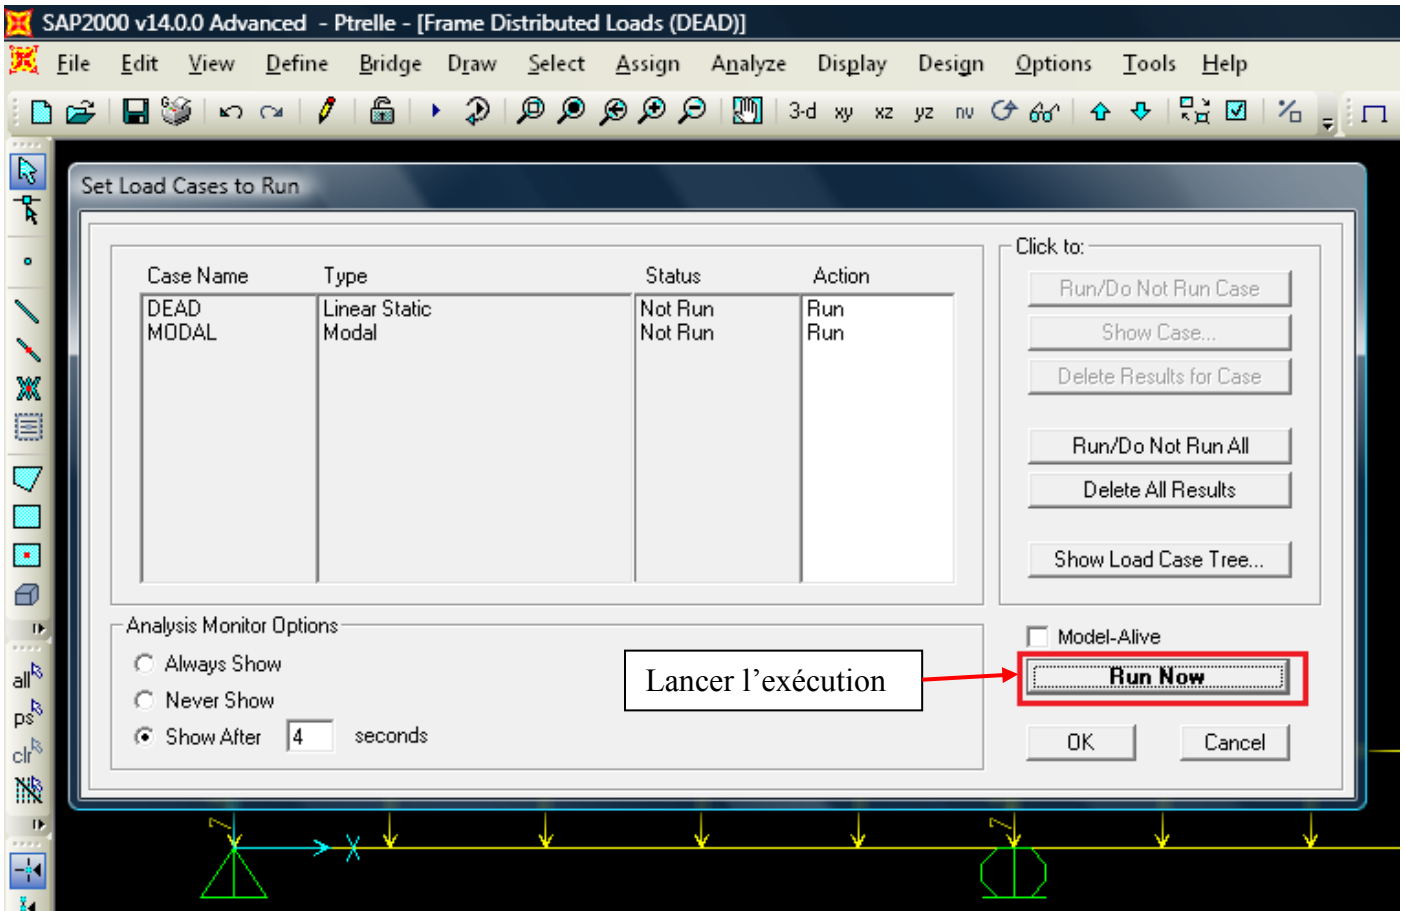 SAP2000 v14.0.0 Advanced - Ptrelle - [Frame Distributed Loads (DEAD)]
File Edit View Define Bridge Draw Select Assign Analyze Display Design Options Tools Help
3-d xy xz yz nv
Set Load Cases to Run
Click to:
Case Name Type Status Action
DEAD Linear Static Not Run Run
MODAL Modal Not Run Run
Run/Do Not Run Case
Show Case...
Delete Results for Case
Run/Do Not Run All
Delete All Results
Show Load Case Tree...
Analysis Monitor Options
Always Show
Never Show
Show After 4 seconds
Model-Alive
Lancer l’exécution
Run Now
OK Cancel
all
ps
clr
7 7
X